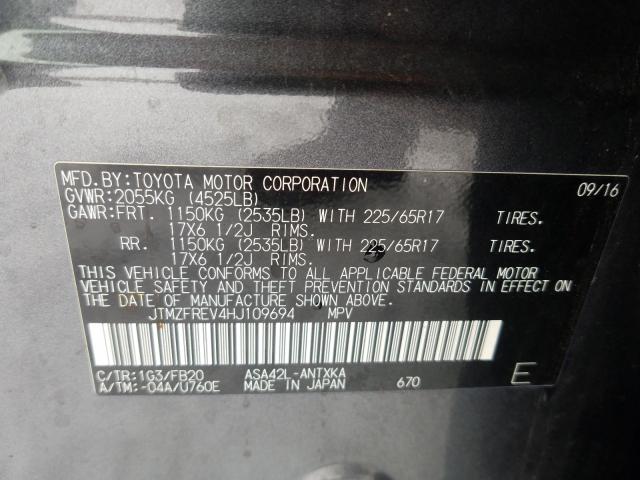 MFD.BY:TOYOTA MOTOR CORPORATION 09/16
GVWR:2055KG (4525LB)
GAWR:FRT. 1150KG (2535LB) WITH 225/65R17 TIRES.
17X6 1/2J RIMS.
RR. 1150KG (2535LB) WITH 225/65R17 TIRES.
17X6 1/2J RIMS.
THIS VEHICLE CONFORMS TO ALL APPLICABLE FEDERAL MOTOR
VEHICLE SAFETY AND THEFT PREVENTION STANDARDS IN EFFECT ON
THE DATE OF MANUFACTURE SHOWN ABOVE.
JTMZFREV4HJ109694 MPV
C/TR:1G3/FB20 ASA42L-ANTXKA
A/TM:-04A/U760E MADE IN JAPAN 670 E